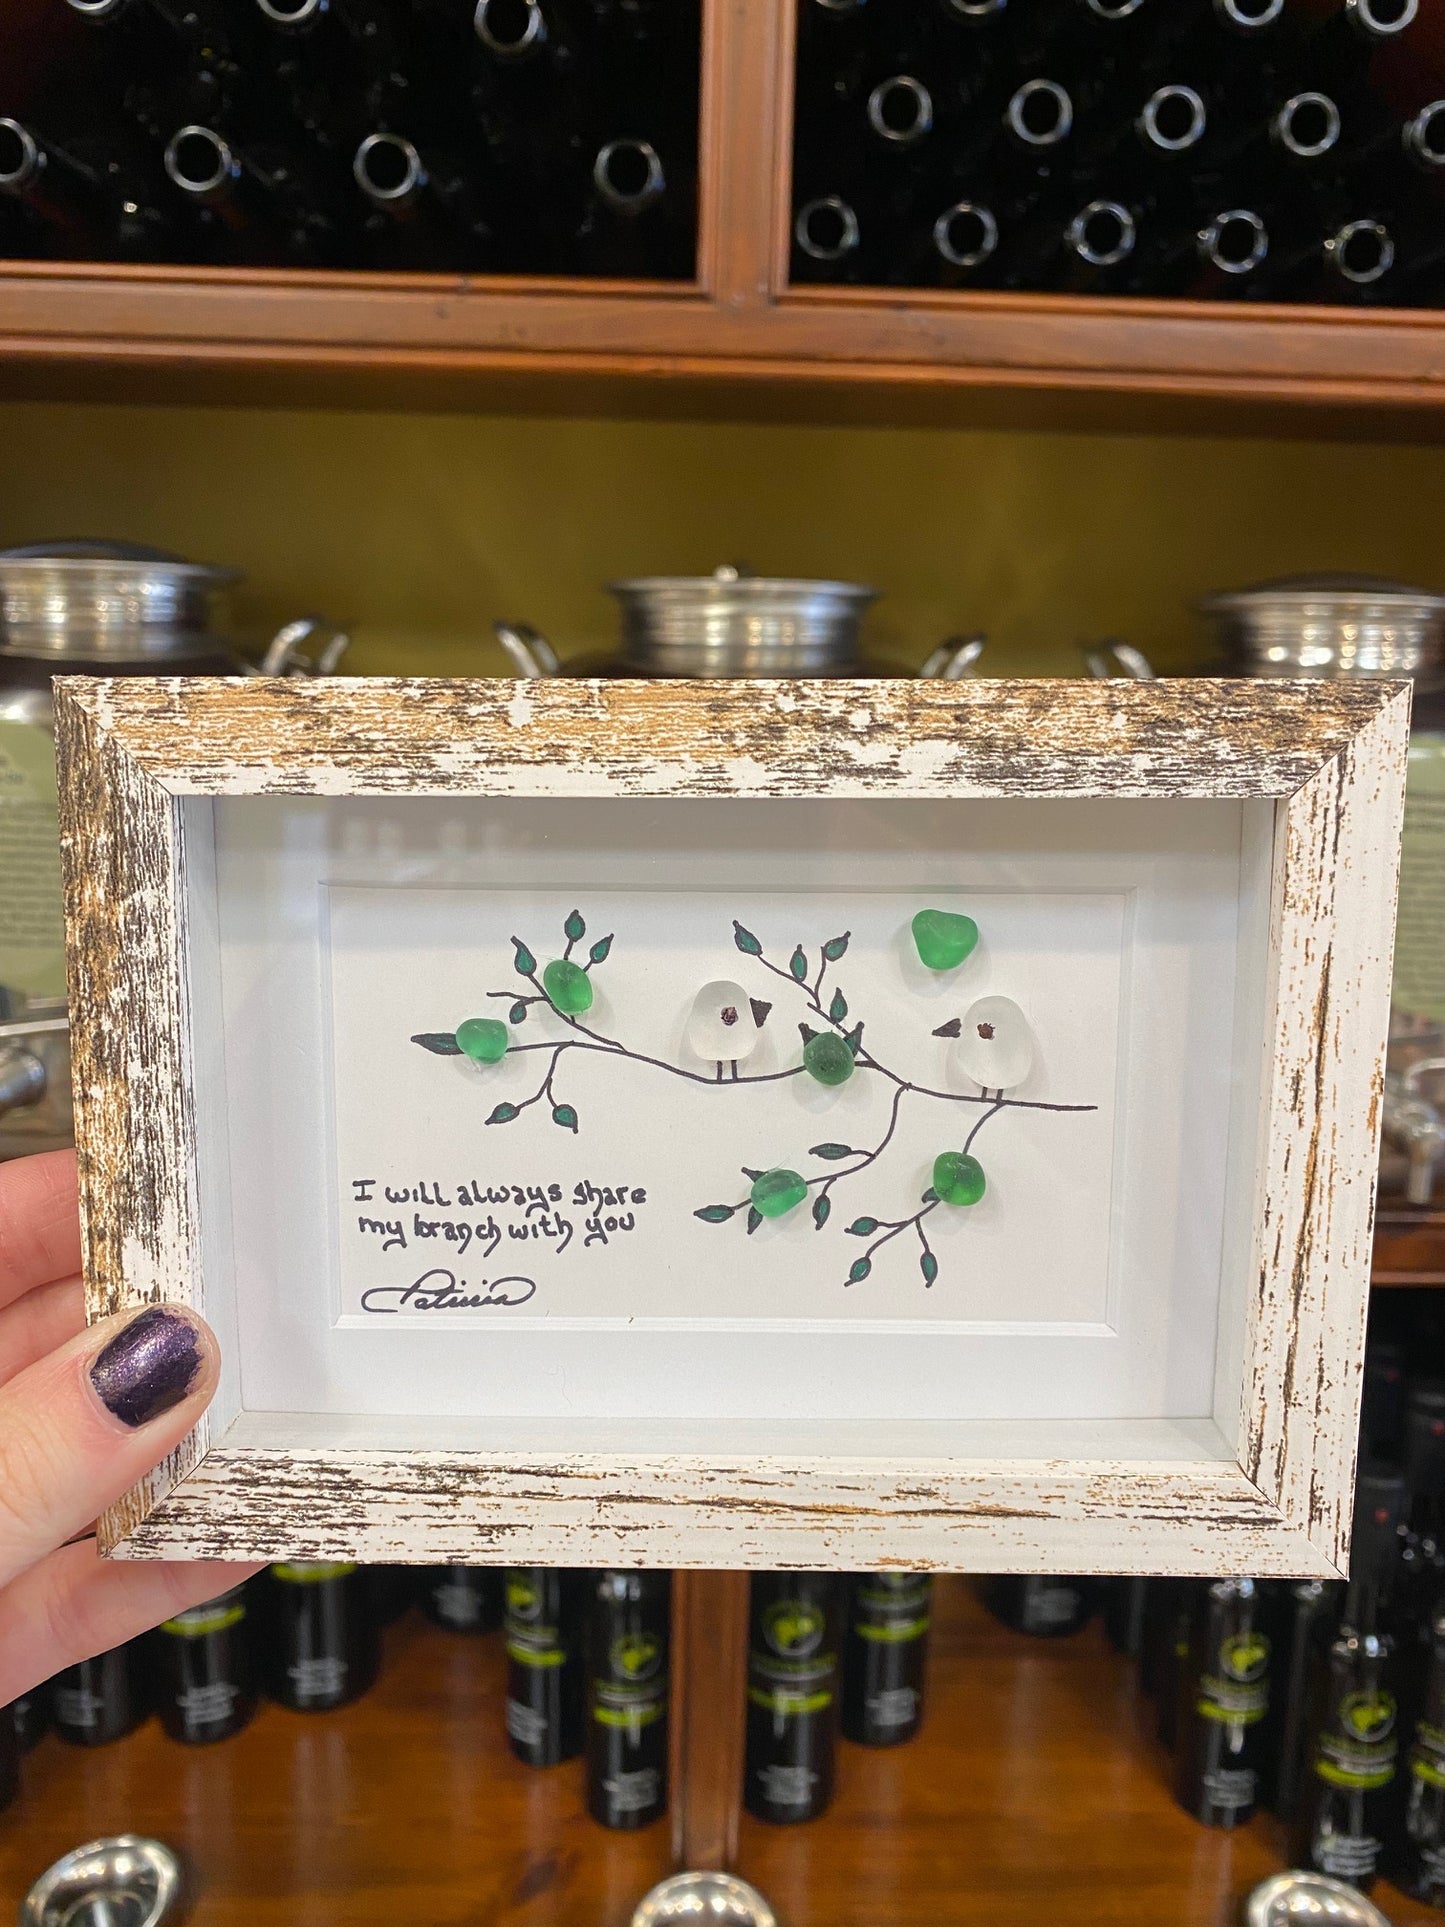 I will always share
my branch with you
Patricia